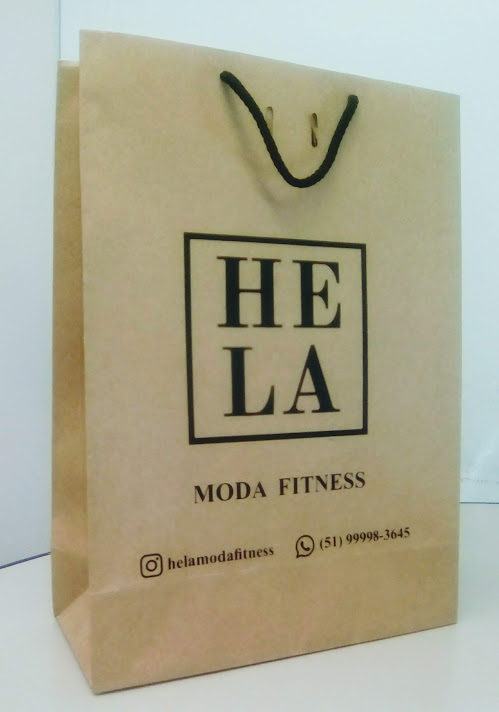 HE
LA
MODA FITNESS
helamodafitness (51) 99998-3645